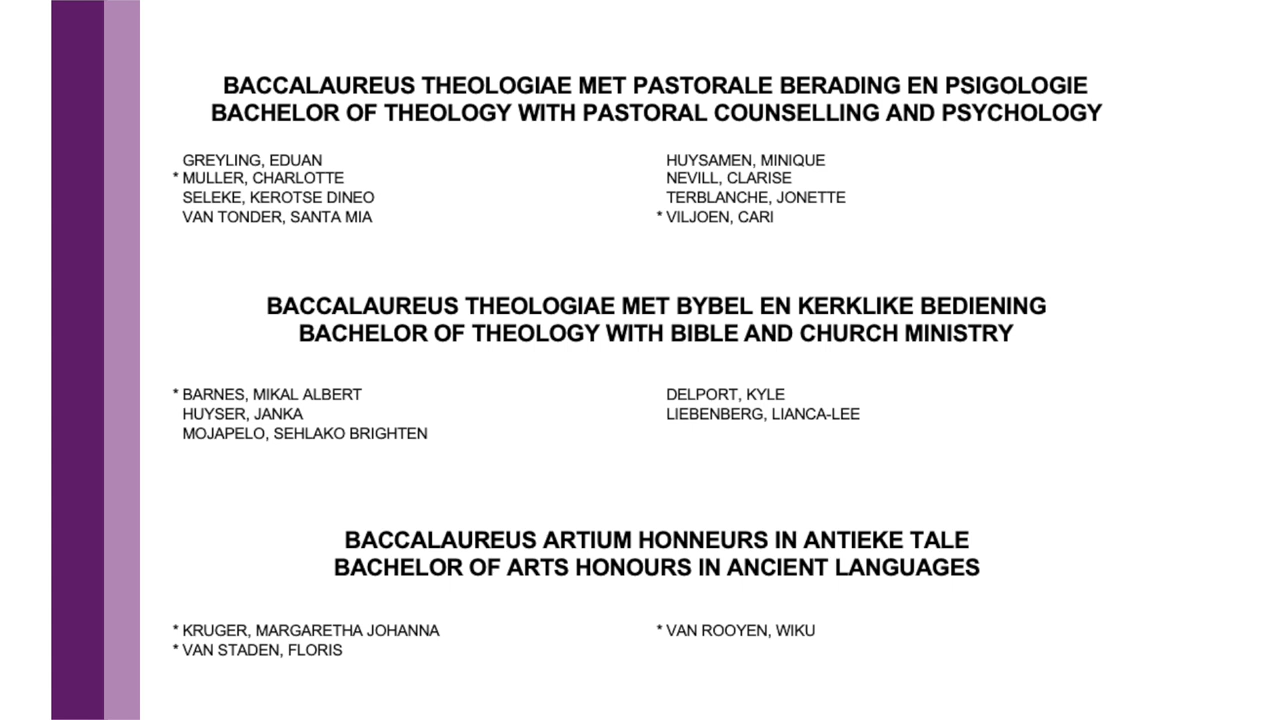 BACCALAUREUS THEOLOGIAE MET PASTORALE BERADING EN PSIGOLOGIE
BACHELOR OF THEOLOGY WITH PASTORAL COUNSELLING AND PSYCHOLOGY
GREYLING, EDUAN
* MULLER, CHARLOTTE
SELEKE, KEROTSE DINEO
VAN TONDER, SANTA MIA
HUYSAMEN, MINIQUE
NEVILL, CLARISE
TERBLANCHE, JONETTE
* VILJOEN, CARI
BACCALAUREUS THEOLOGIAE MET BYBEL EN KERKLIKE BEDIENING
BACHELOR OF THEOLOGY WITH BIBLE AND CHURCH MINISTRY
* BARNES, MIKAL ALBERT
HUYSER, JANKA
MOJAPELO, SEHLAKO BRIGHTEN
DELPORT, KYLE
LIEBENBERG, LIANCA-LEE
BACCALAUREUS ARTIUM HONNEURS IN ANTIEKE TALE
BACHELOR OF ARTS HONOURS IN ANCIENT LANGUAGES
* KRUGER, MARGARETHA JOHANNA
* VAN STADEN, FLORIS
* VAN ROOYEN, WIKU